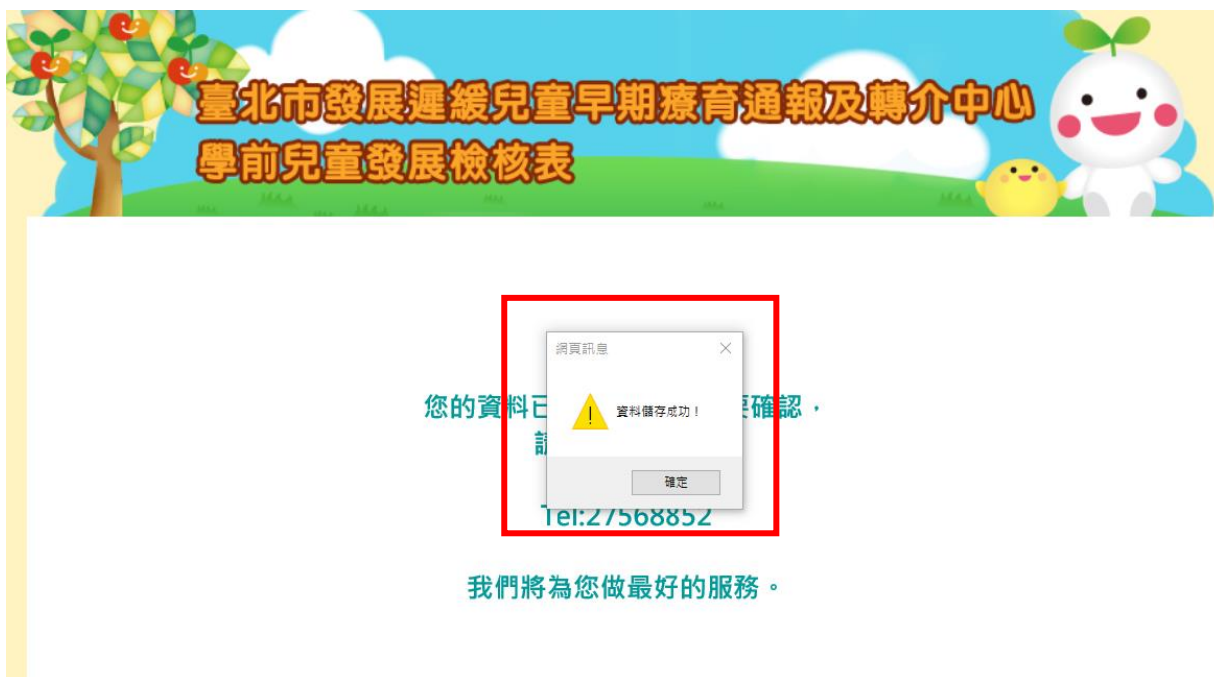 臺北市發展遲緩兒童早期療育通報及轉介中心
學前兒童發展檢核表
網頁訊息
資料儲存成功！
確定
您的資料已
要確認，
Tel:27568852
我們將為您做最好的服務。